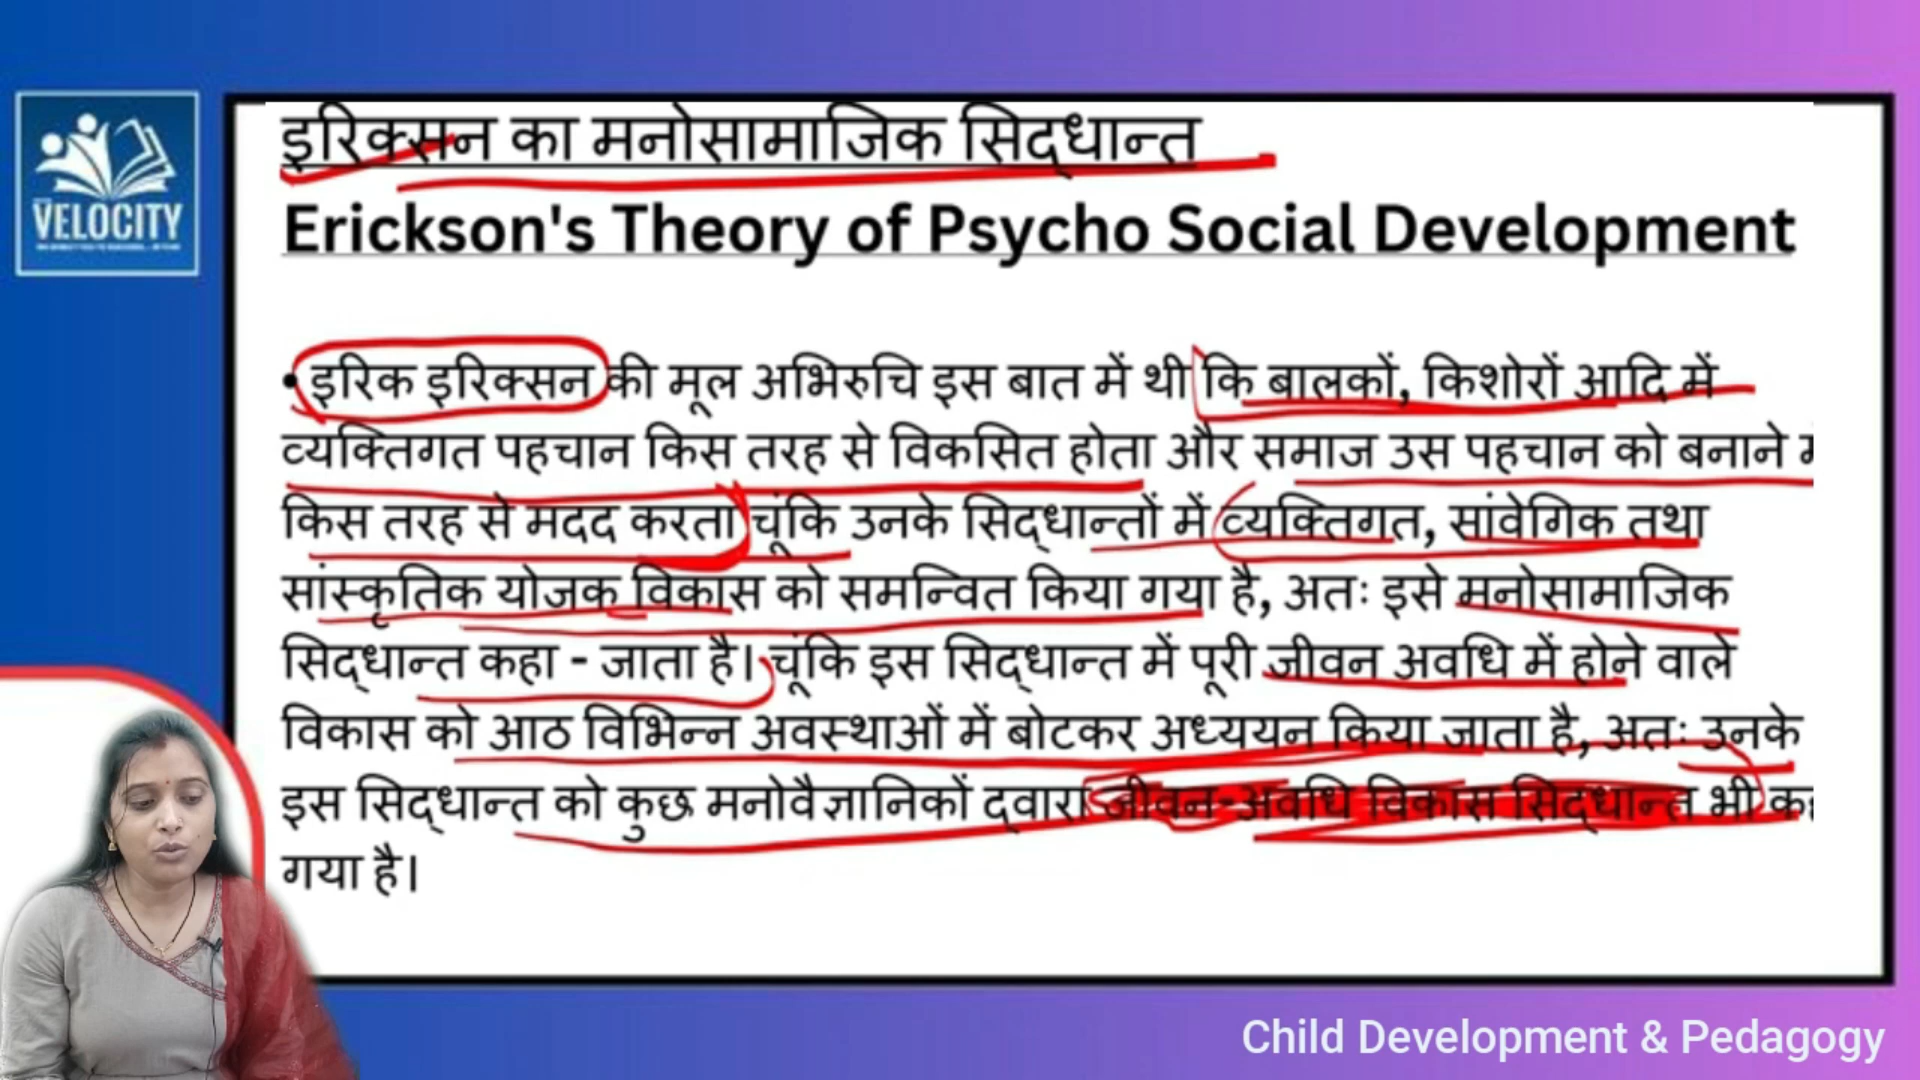 VELOCITY
इरिक्सन का मनोसामाजिक सिद्धान्त
Erickson's Theory of Psycho Social Development
• इरिक इरिक्सन की मूल अभिरुचि इस बात में थी कि बालकों, किशोरों आदि में
व्यक्तिगत पहचान किस तरह से विकसित होता और समाज उस पहचान को बनाने
किस तरह से मदद करता चूंकि उनके सिद्धान्तों में व्यक्तिगत, सांवेगिक तथा
सांस्कृतिक योजक विकास को समन्वित किया गया है, अतः इसे मनोसामाजिक
सिद्धान्त कहा - जाता है। चूंकि इस सिद्धान्त में पूरी जीवन अवधि में होने वाले
विकास को आठ विभिन्न अवस्थाओं में बोटकर अध्ययन किया जाता है, अतः उनके
इस सिद्धान्त को कुछ मनोवैज्ञानिकों द्वारा जीवन-अवधि विकास सिद्धान्त भी
गया है।
Child Development & Pedagogy